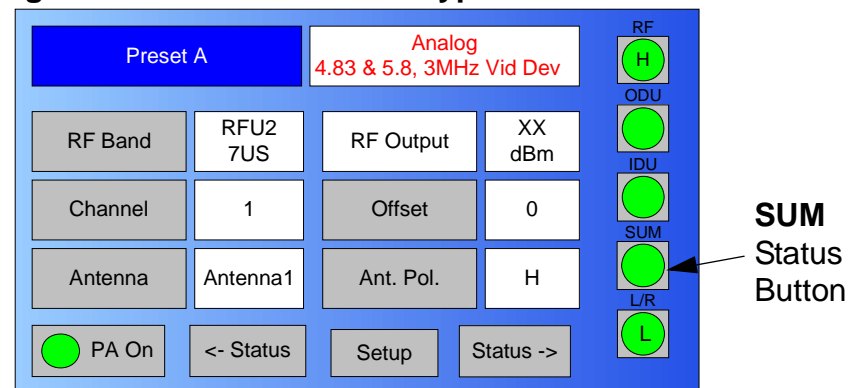 Preset A
Analog
4.83 & 5.8, 3MHz Vid Dev
RF
H
ODU
RF Band
RFU2
7US
RF Output
XX
dBm
IDU
Channel
1
Offset
0
SUM
SUM
Status
Button
Antenna
Antenna1
Ant. Pol.
H
L/R
L
PA On
<- Status
Setup
Status ->